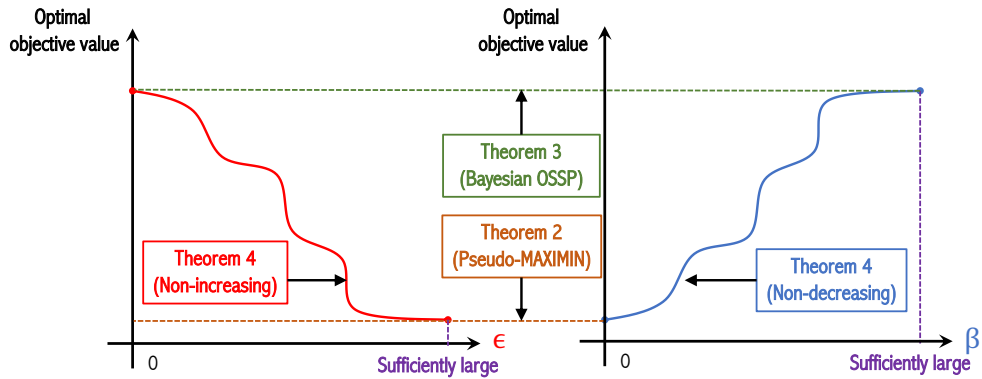 Optimal
objective value
Optimal
objective value
Theorem 3
(Bayesian OSSP)
Theorem 2
(Pseudo-MAXIMIN)
Theorem 4
(Non-increasing)
Theorem 4
(Non-decreasing)
0
ϵ
Sufficiently large
0
β
Sufficiently large